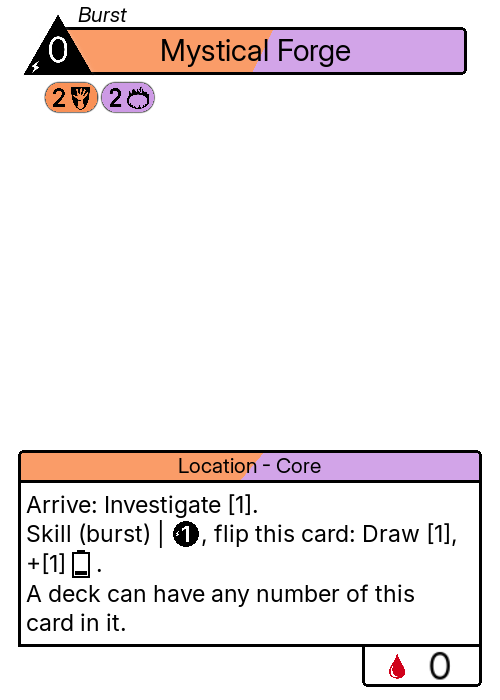 Burst
0
Mystical Forge
2 2
Location - Core
Arrive: Investigate [1].
Skill (burst) | 1, flip this card: Draw [1],
+[1] .
A deck can have any number of this
card in it.
0